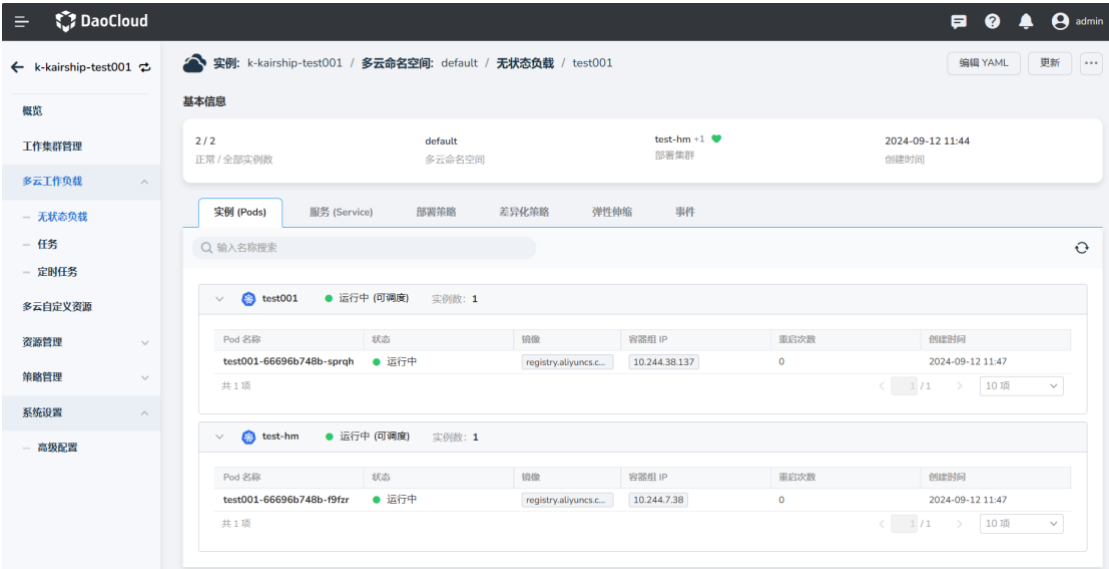 DaoCloud
admin
k-kairship-test001
实例: k-kairship-test001 / 多云命名空间: default / 无状态负载 / test001
编辑 YAML
更新
概览
工作集群管理
多云工作负载
无状态负载
任务
定时任务
多云自定义资源
资源管理
策略管理
系统设置
高级配置
基本信息
2 / 2
正常 / 全部实例数
default
多云命名空间
test-hm +1
部署集群
2024-09-12 11:44
创建时间
实例 (Pods) 服务 (Service) 部署策略 差异化策略 弹性伸缩 事件
输入名称搜索
test001 运行中 (可调度) 实例数: 1
Pod 名称 状态 镜像 容器组 IP 重启次数 创建时间
test001-66696b748b-sprqh 运行中 registry.aliyuncs.c... 10.244.38.137 0 2024-09-12 11:47
共 1 项 1 / 1 10 项
test-hm 运行中 (可调度) 实例数: 1
Pod 名称 状态 镜像 容器组 IP 重启次数 创建时间
test001-66696b748b-f9fzr 运行中 registry.aliyuncs.c... 10.244.7.38 0 2024-09-12 11:47
共 1 项 1 / 1 10 项